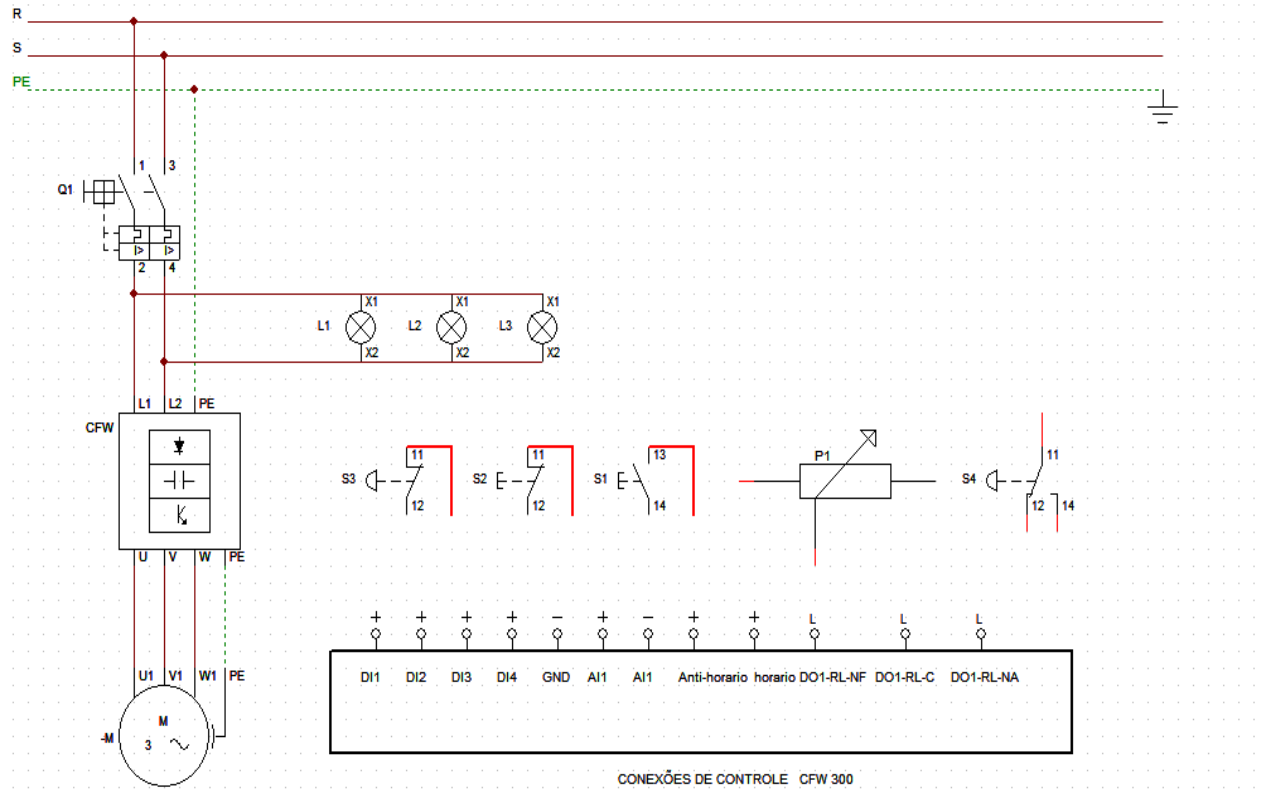 R
S
PE
1 3
Q1
I> I>
2 4
X1 X1 X1
L1 L2 L3
X2 X2 X2
L1 L2 PE
CFW
11 11 13 P1 11
S3 S2 S1 S4
12 12 14 12 14
U V W PE
+ + + + − + − + + L L L
DI1 DI2 DI3 DI4 GND AI1 AI1 Anti-horario horario DO1-RL-NF DO1-RL-C DO1-RL-NA
U1 V1 W1 PE
M
-M 3
CONEXÕES DE CONTROLE CFW 300